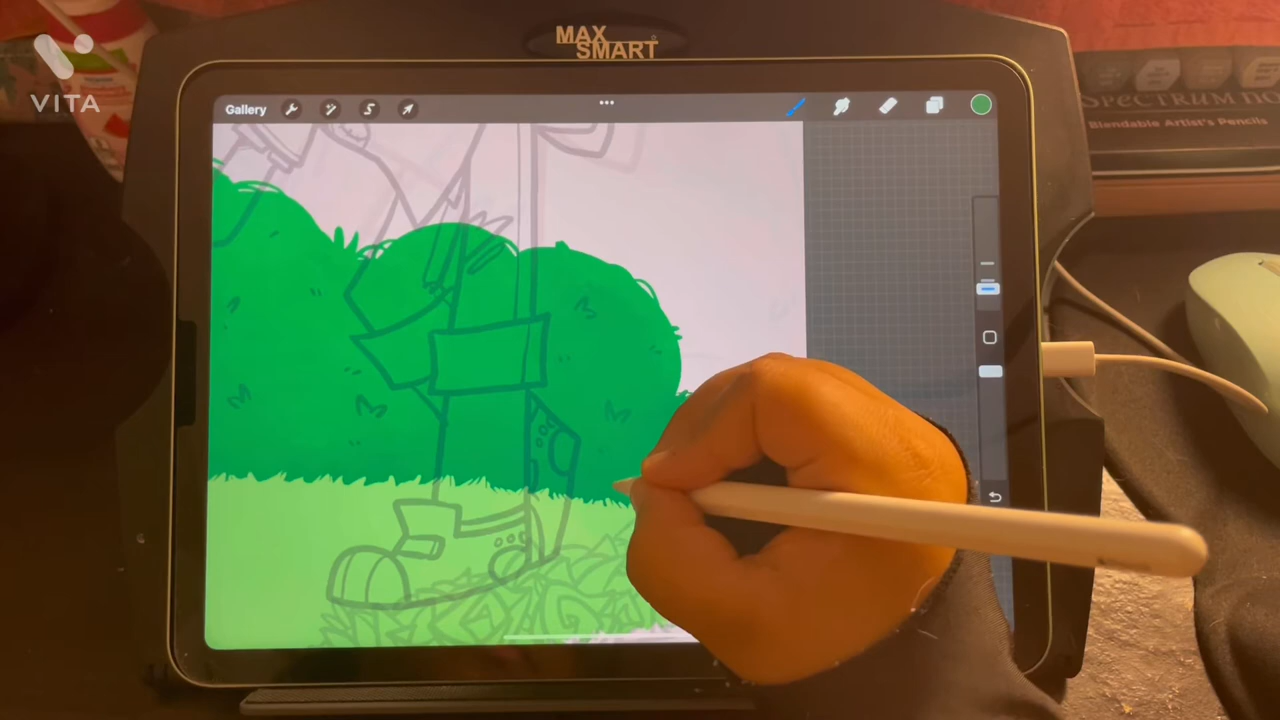 MAX
SMART
VITA
Gallery
SPECTRUM NO
Blendable Artist's Pencils